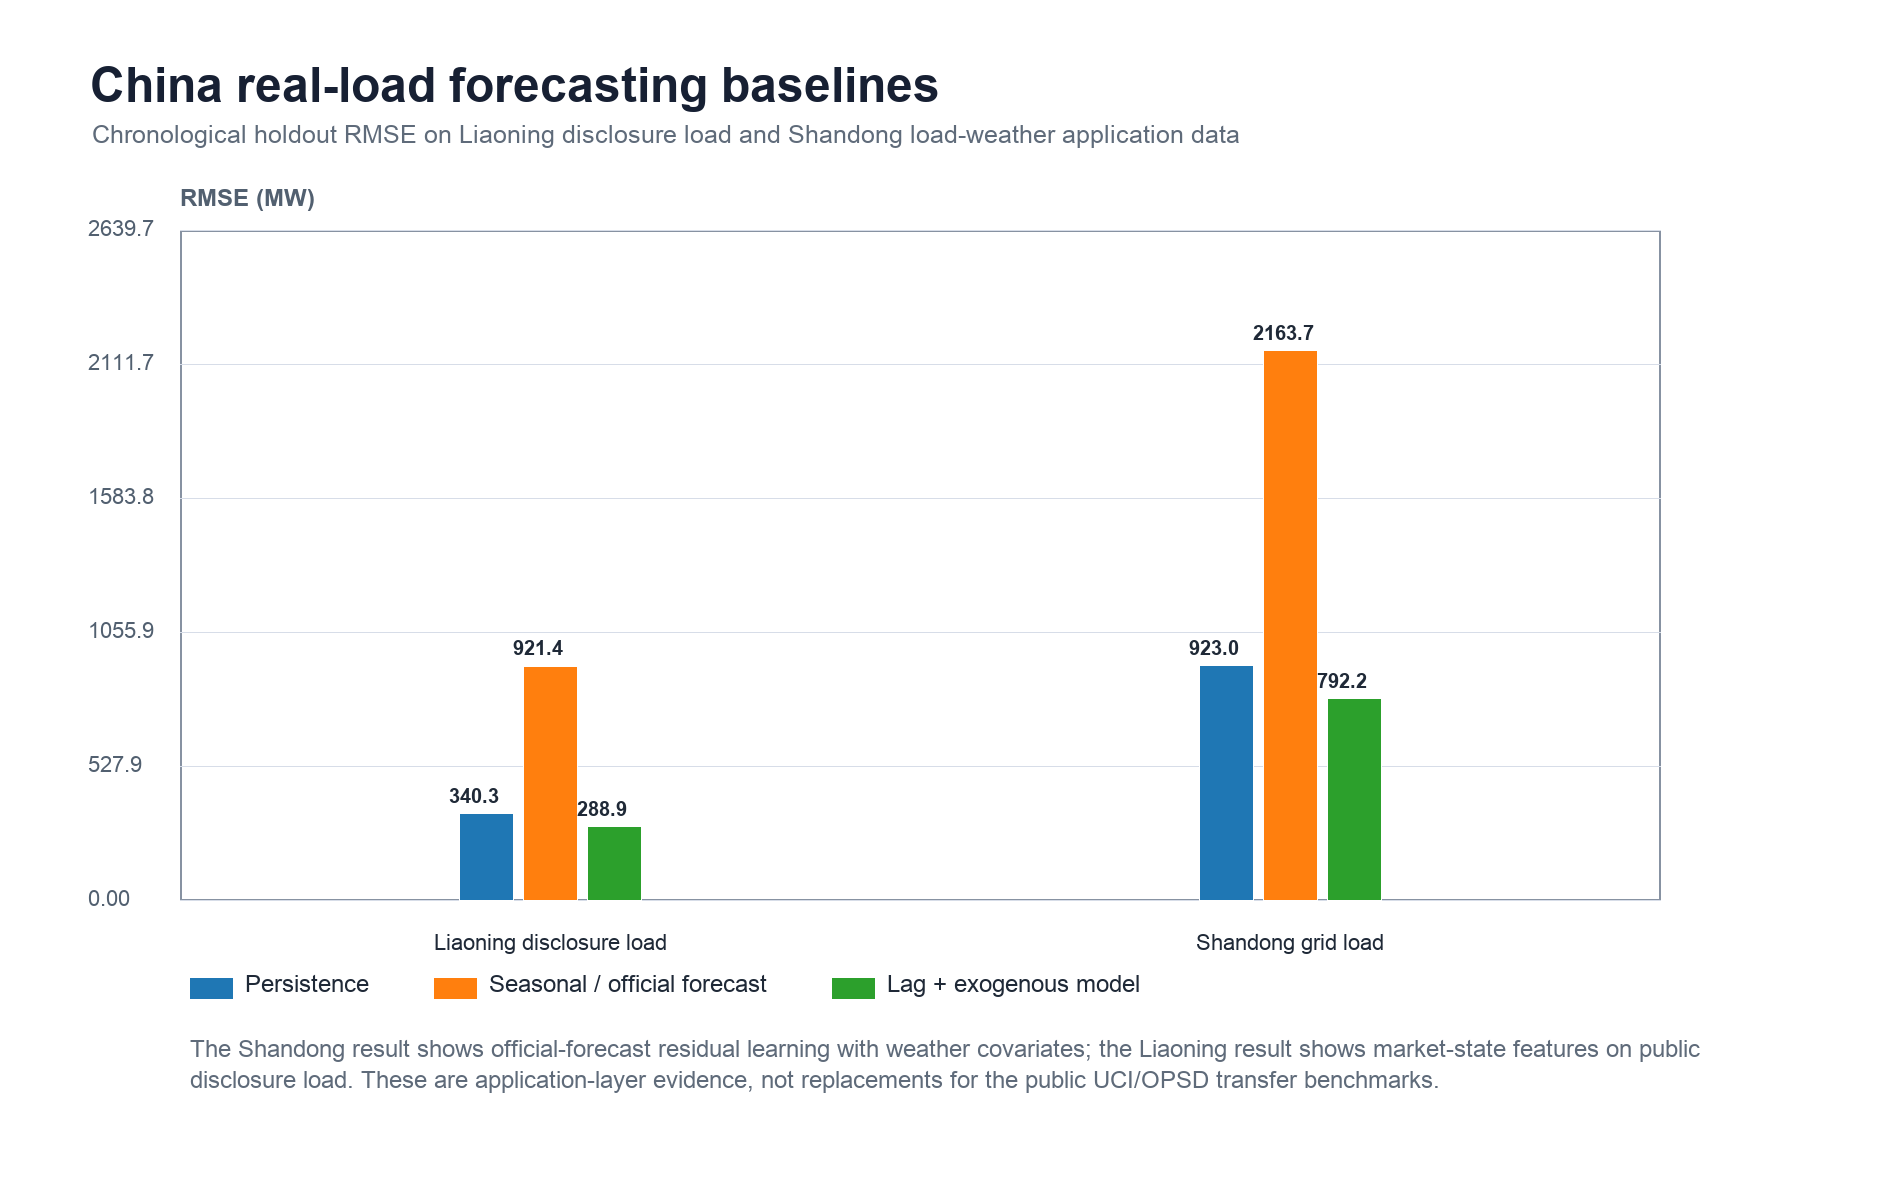 China real-load forecasting baselines
Chronological holdout RMSE on Liaoning disclosure load and Shandong load-weather application data
RMSE (MW)
2639.7
2111.7
1583.8
1055.9
527.9
0.00
340.3
921.4
288.9
923.0
2163.7
792.2
Liaoning disclosure load
Shandong grid load
Persistence
Seasonal / official forecast
Lag + exogenous model
The Shandong result shows official-forecast residual learning with weather covariates; the Liaoning result shows market-state features on public
disclosure load. These are application-layer evidence, not replacements for the public UCI/OPSD transfer benchmarks.